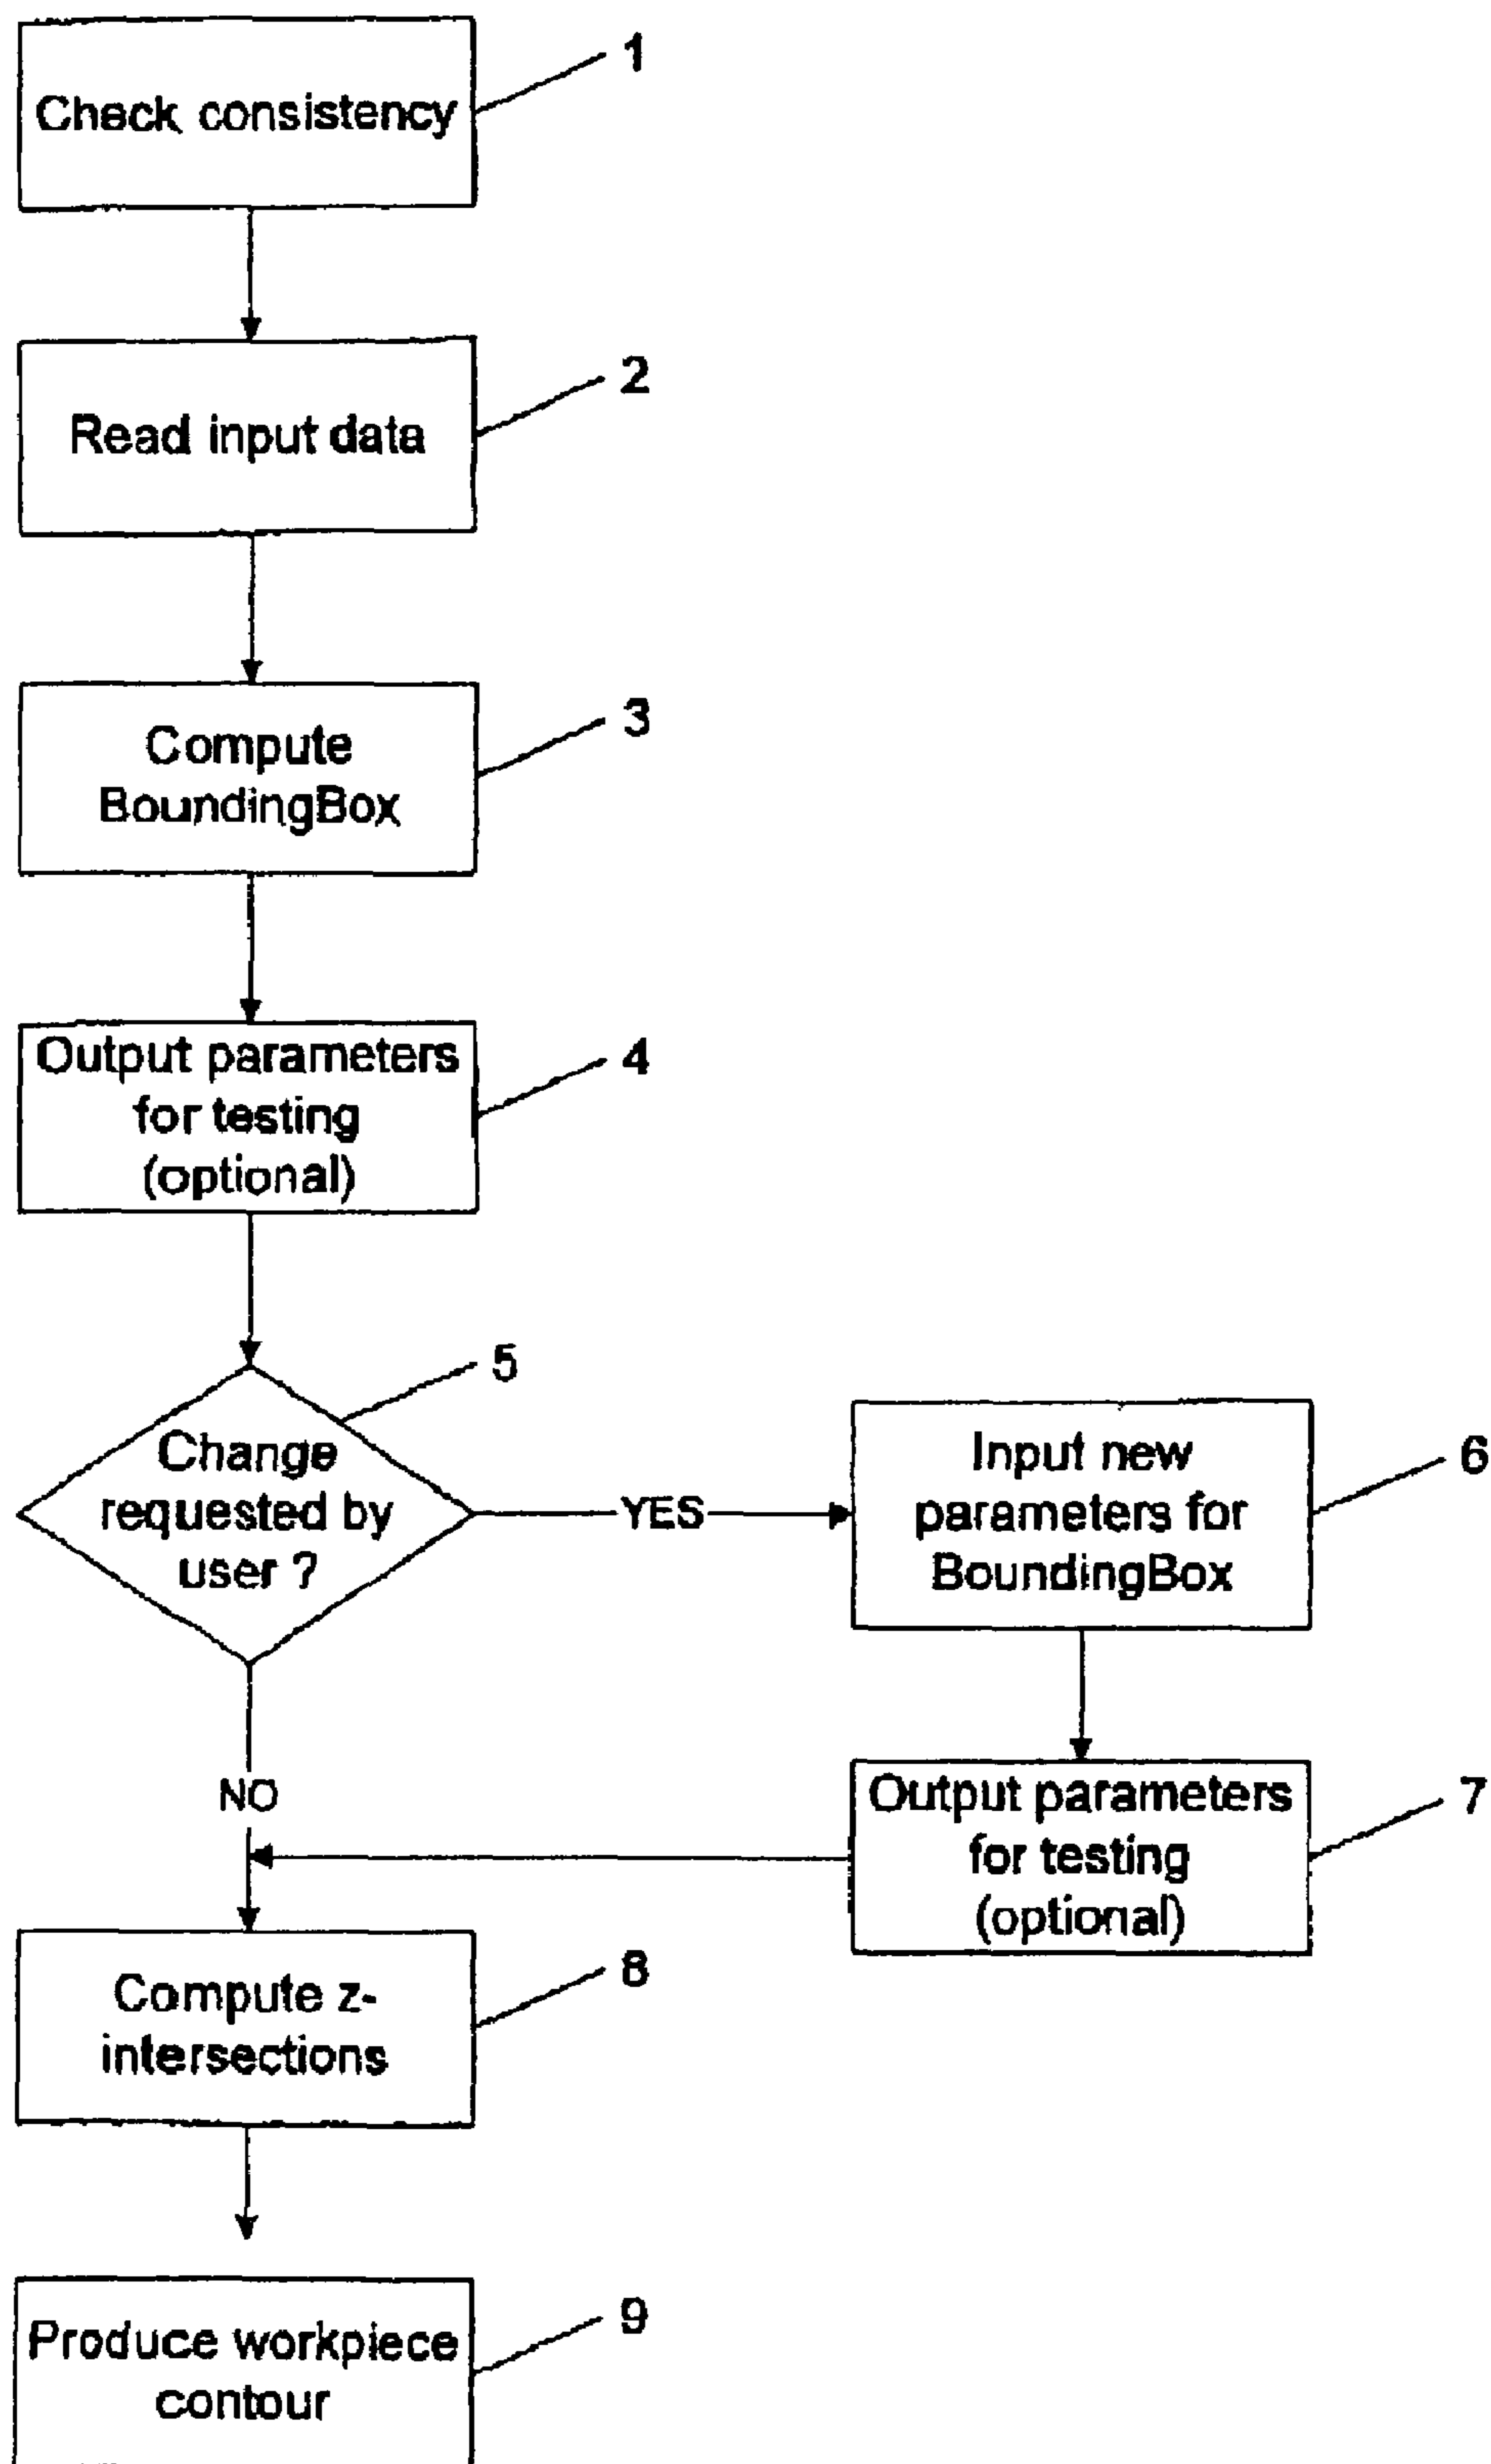 1
Check consistency
2
Read input data
3
Compute
BoundingBox
4
Output parameters
for testing
(optional)
5
Change
requested by
user ?
YES
6
Input new
parameters for
BoundingBox
NO
7
Output parameters
for testing
(optional)
8
Compute z-
intersections
9
Produce workpiece
contour